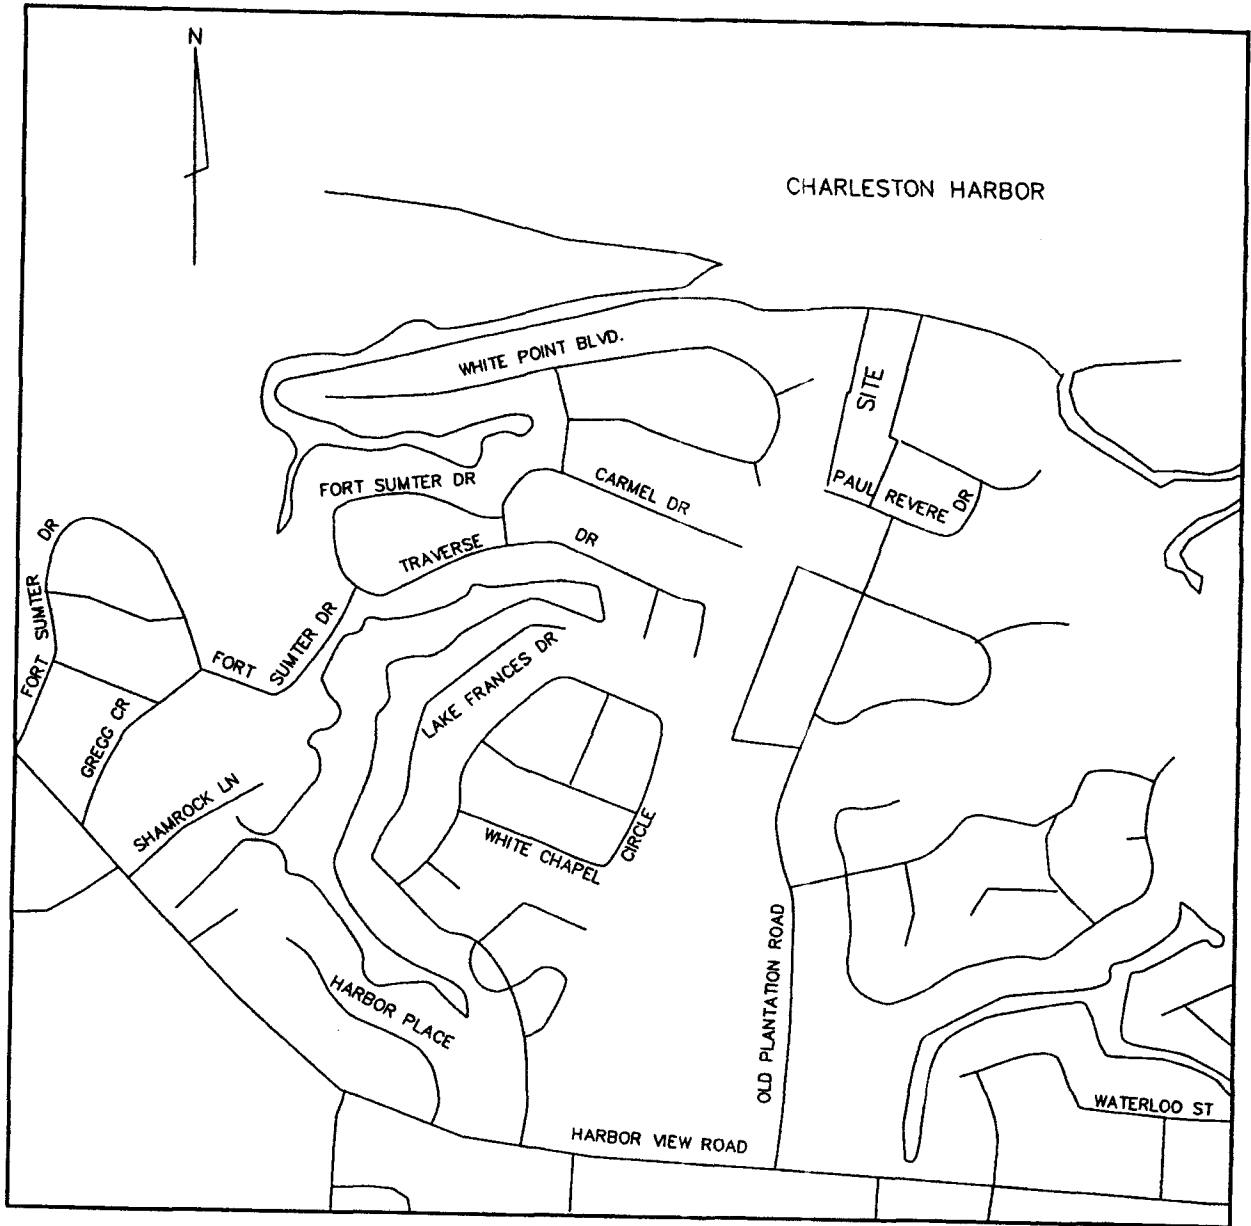 N
CHARLESTON HARBOR
WHITE POINT BLVD.
SITE
FORT SUMTER DR
CARMEL DR
PAUL REVERE DR
TRAVERSE DR
FORT SUMTER DR
FORT SUMTER DR
LAKE FRANCES DR
GREGG CR
SHAMROCK LN
WHITE CHAPEL CIRCLE
HARBOR PLACE
OLD PLANTATION ROAD
WATERLOO ST
HARBOR VIEW ROAD